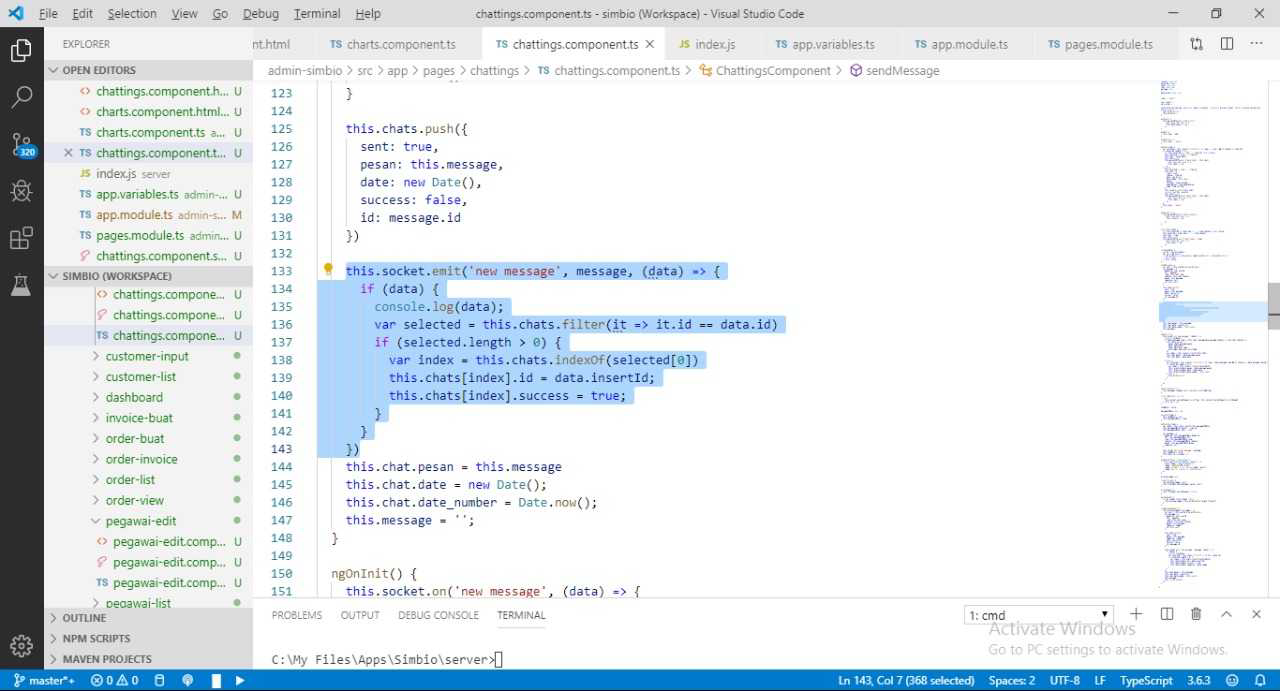 File Edit Selection View Go Debug Terminal Help chattings.component.ts - simbio (Workspace) - Visual Studio Code
EXPLORER
nt.html TS charts.component.ts TS chattings.component.ts JS index.js TS app.variables.ts TS app.module.ts TS pages.module.ts
admin-simbio > src > app > pages > chattings > TS chattings.component.ts > ChattingsComponent > sendMessage
320
OPEN EDITORS
<> chattings.component.h... U
<> charts.component.html... U
TS charts.component.ts a... U
TS chattings.component.t... U
JS index.js server
TS app.variables.ts admin-... U
TS app.module.ts admin-s... M
TS pages.module.ts admin... U
chattings.component.s... U
SIMBIO (WORKSPACE)
<> chattings.compone... U
chattings.compone... U
TS chattings.compone... U
customer-input
customer-list
dashboard
invoice-buat
order-buat
order-invoice
order-list
order-view
pegawai-edit
<> pegawai-edit.comp... U
pegawai-edit.comp... U
TS pegawai-edit.comp... U
pegawai-list
OUTLINE
NPM SCRIPTS
MAVEN PROJECTS
123 }
124
125 this.chats.push({
126 sent: true,
127 pesan: this.message,
128 date: new Date(),
129 success: false,
130 id: message.id
131 })
132
133 this.socket.emit('new message', message, (data) => {
134 if (data) {
135 console.log(data);
136 var selected = this.chats.filter(it => it.id == data.id)
137 if (selected.length > 0) {
138 var index = this.chats.indexOf(selected[0])
139 this.chats[index].id = data.insertId;
140 this.chats[index].success = true;
141 }
142 }
143 })
144 this.chat.pesan = this.message
145 this.chat.date = new Date();
146 this.chat.date_number = Date.now();
147 this.message = '';
148 }
149
150 ngOnInit() {
151 this.socket.on('new message', (data) => {
PROBLEMS OUTPUT DEBUG CONSOLE TERMINAL 1: cmd
Activate Windows
Go to PC settings to activate Windows.
C:\My Files\Apps\Simbio\server>
master*+ 0 0 Ln 143, Col 7 (368 selected) Spaces: 2 UTF-8 LF TypeScript 3.6.3